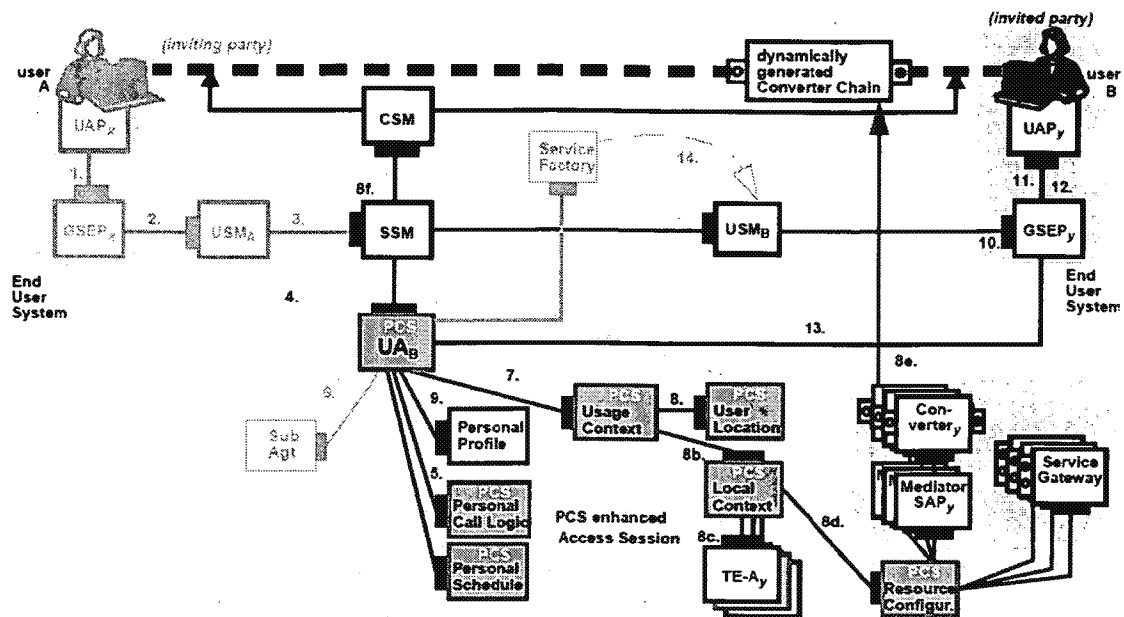 (inviting party)
(invited party)
user
A
dynamically
generated
Converter Chain
user
B
UAPx
CSM
UAPy
Service
Factory
14.
1.
8f.
11.
12.
GSEPx
2.
USMA
3.
SSM
USMB
10.
GSEPy
End
User
System
End
User
System
4.
PCS
UAB
13.
7.
8e.
9.
PCS
Usage
Context
8.
PCS
User
Location
Con-
vertery
Sub
Agt
Personal
Profile
8b.
Service
Gateway
5.
PCS
Personal
Call Logic
PCS
Local
Context
Mediator
SAPy
PCS enhanced
Access Session
8d.
8c.
PCS
Personal
Schedule
TE-Ay
PCS
Resource
Configur.